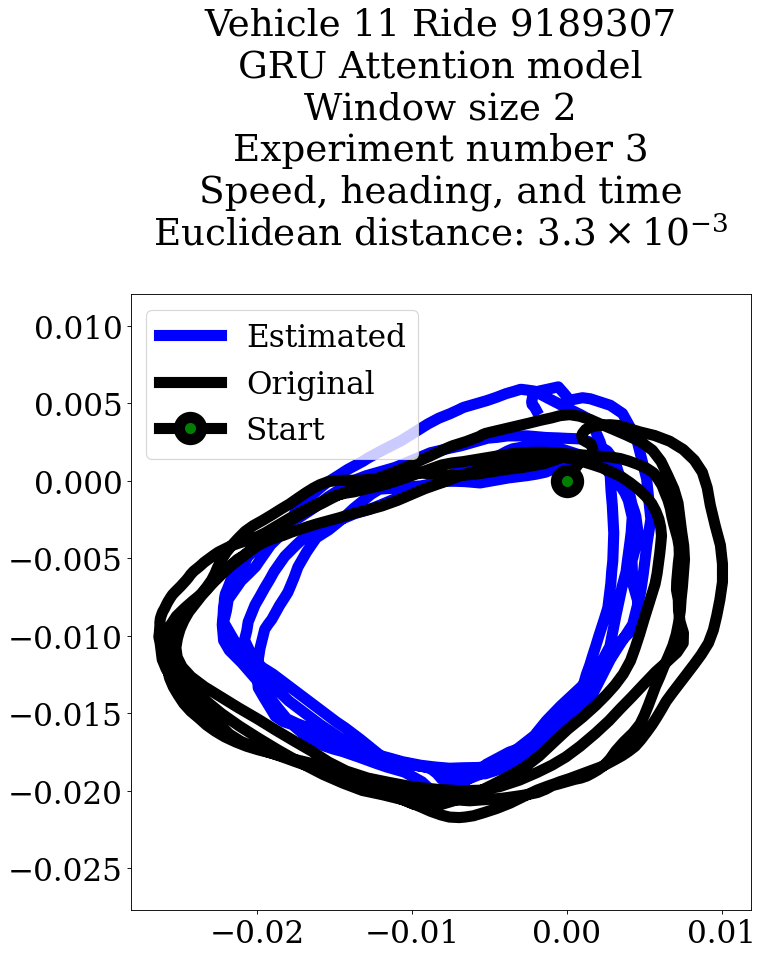 Vehicle 11 Ride 9189307
GRU Attention model
Window size 2
Experiment number 3
Speed, heading, and time
Euclidean distance: 3.3 × 10⁻³
Estimated
Original
Start
0.010
0.005
0.000
−0.005
−0.010
−0.015
−0.020
−0.025
−0.02 −0.01 0.00 0.01